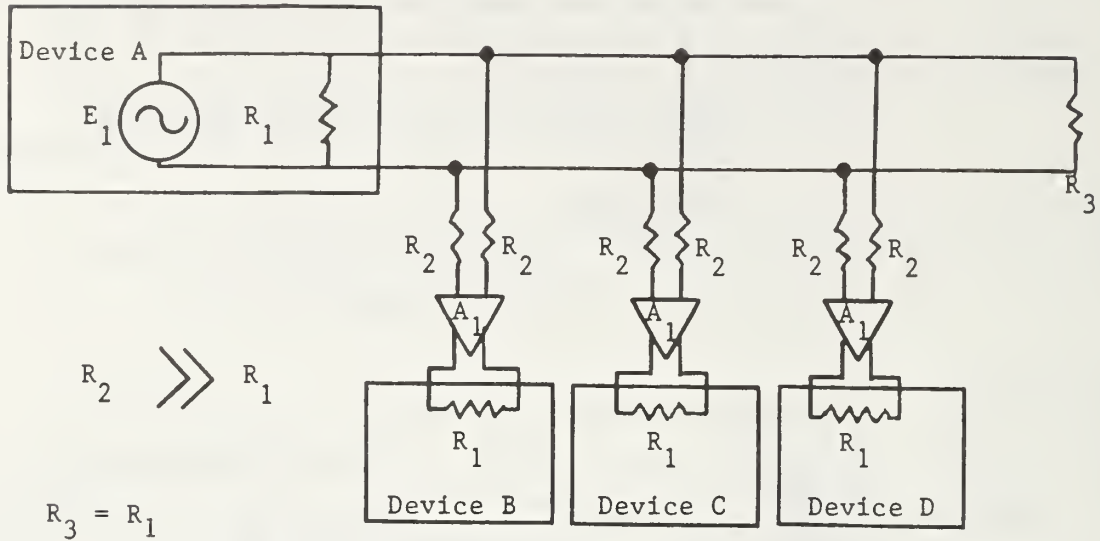 Device A
E1
R1
R3
R2 R2
R2 R2
R2 R2
A1
A1
A1
R2 >> R1
R1
R1
R1
Device B
Device C
Device D
R3 = R1